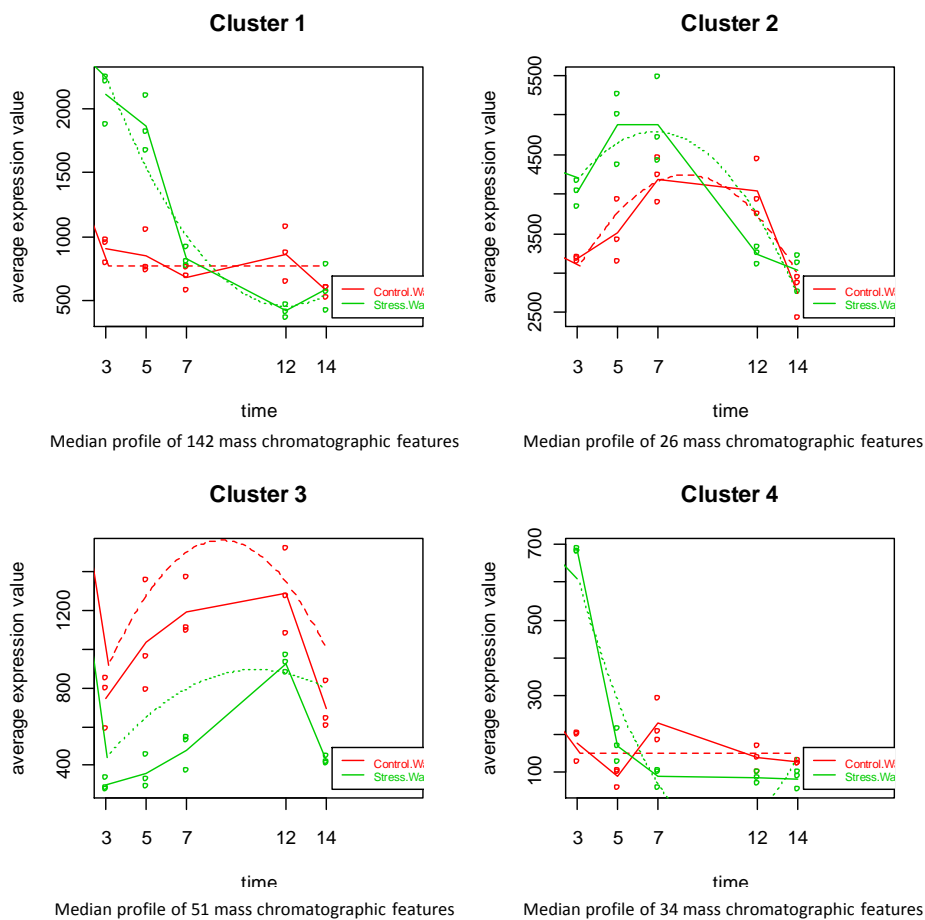 Cluster 1
average expression value
2000
1500
1000
500
3 5 7 12 14
time
Control.Wa
Stress.Wa
Median profile of 142 mass chromatographic features
Cluster 2
average expression value
5500
4500
3500
2500
3 5 7 12 14
time
Control.Wa
Stress.Wa
Median profile of 26 mass chromatographic features
Cluster 3
average expression value
1200
800
400
3 5 7 12 14
time
Control.Wa
Stress.Wa
Median profile of 51 mass chromatographic features
Cluster 4
average expression value
700
500
300
100
3 5 7 12 14
time
Control.Wa
Stress.Wa
Median profile of 34 mass chromatographic features